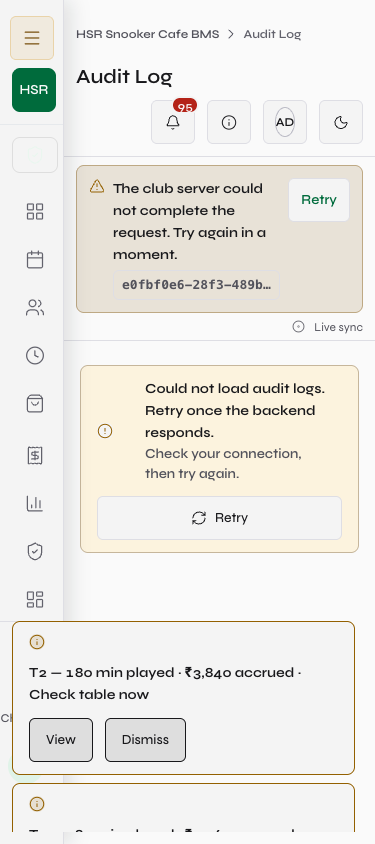 HSR Snooker Cafe BMS > Audit Log
HSR
Audit Log
95
AD
The club server could
not complete the
request. Try again in a
moment.
Retry
e0fbf0e6-28f3-489b…
Live sync
Could not load audit logs.
Retry once the backend
responds.
Check your connection,
then try again.
Retry
T2 — 180 min played · ₹3,840 accrued ·
Check table now
View
Dismiss